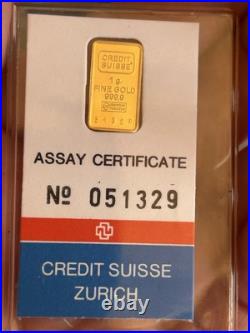 CREDIT
SUISSE
1 g
FINE GOLD
999,9
ASSAY CERTIFICATE
Nº 051329
CREDIT SUISSE
ZURICH